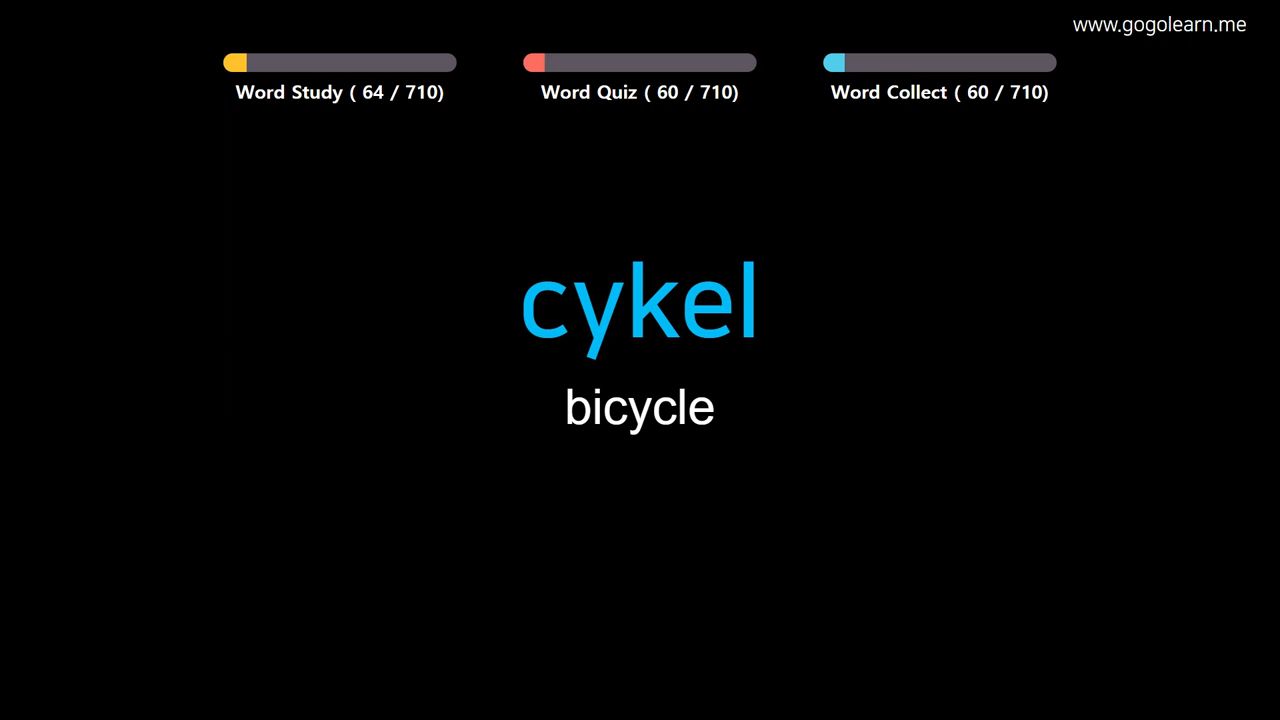 www.gogolearn.me
Word Study ( 64 / 710)
Word Quiz ( 60 / 710)
Word Collect ( 60 / 710)
cykel
bicycle